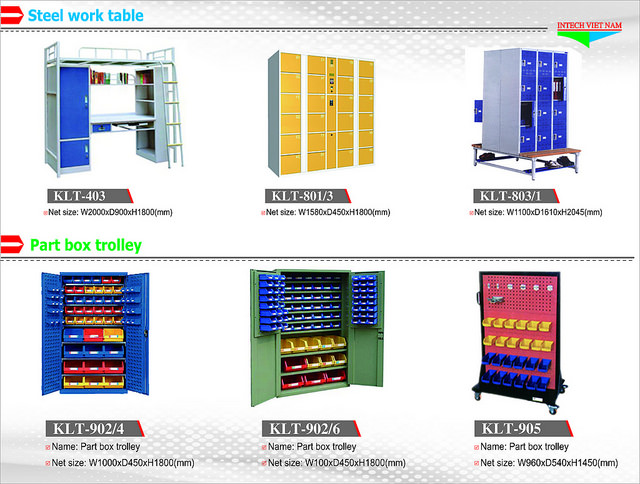 Steel work table
INTECH VIET NAM
KLT-403
Net size: W2000xD900xH1800(mm)
KLT-801/3
Net size: W1580xD450xH1800(mm)
KLT-803/1
Net size: W1100xD1610xH2045(mm)
Part box trolley
KLT-902/4
Name: Part box trolley
Net size: W1000xD450xH1800(mm)
KLT-902/6
Name: Part box trolley
Net size: W100xD450xH1800(mm)
KLT-905
Name: Part box trolley
Net size: W960xD540xH1450(mm)